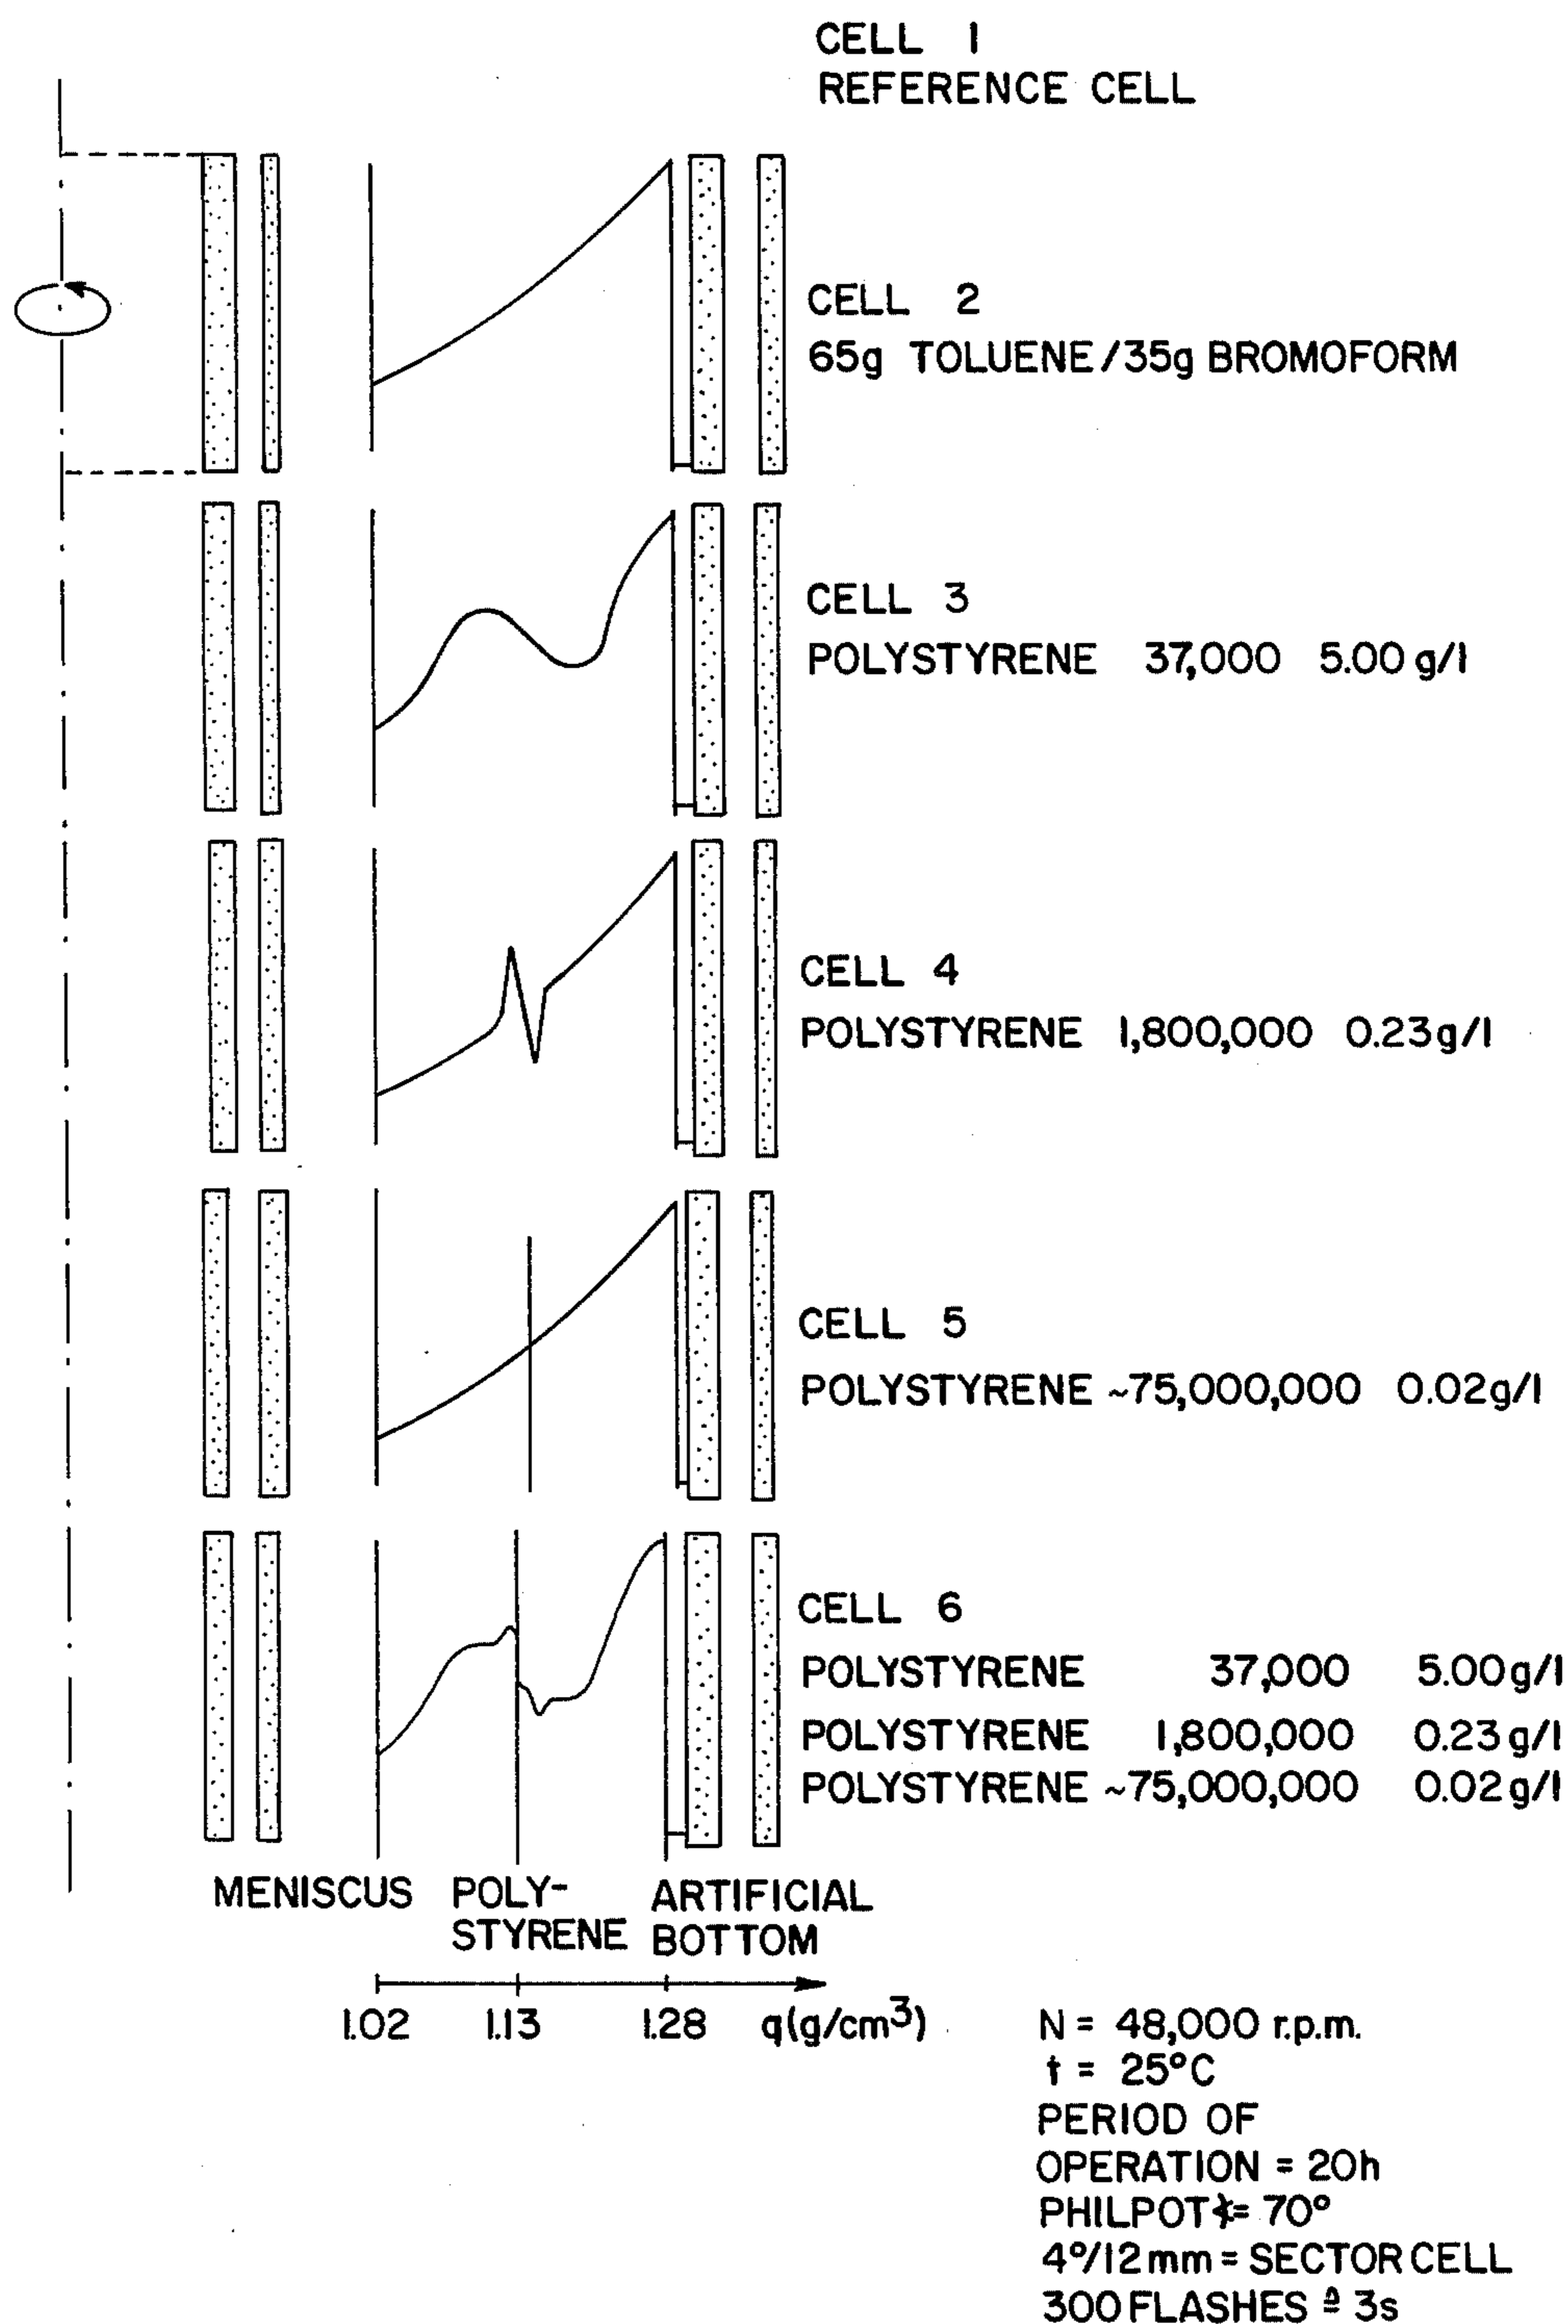 CELL 1
REFERENCE CELL
CELL 2
65g TOLUENE/35g BROMOFORM
CELL 3
POLYSTYRENE 37,000 5.00 g/l
CELL 4
POLYSTYRENE 1,800,000 0.23g/l
CELL 5
POLYSTYRENE ~75,000,000 0.02g/l
CELL 6
POLYSTYRENE 37,000 5.00g/l
POLYSTYRENE 1,800,000 0.23g/l
POLYSTYRENE ~75,000,000 0.02g/l
MENISCUS POLY- ARTIFICIAL
STYRENE BOTTOM
1.02 1.13 1.28 q(g/cm³)
N = 48,000 r.p.m.
t = 25°C
PERIOD OF
OPERATION = 20h
PHILPOT ∢= 70°
4°/12mm = SECTOR CELL
300 FLASHES ≙ 3s